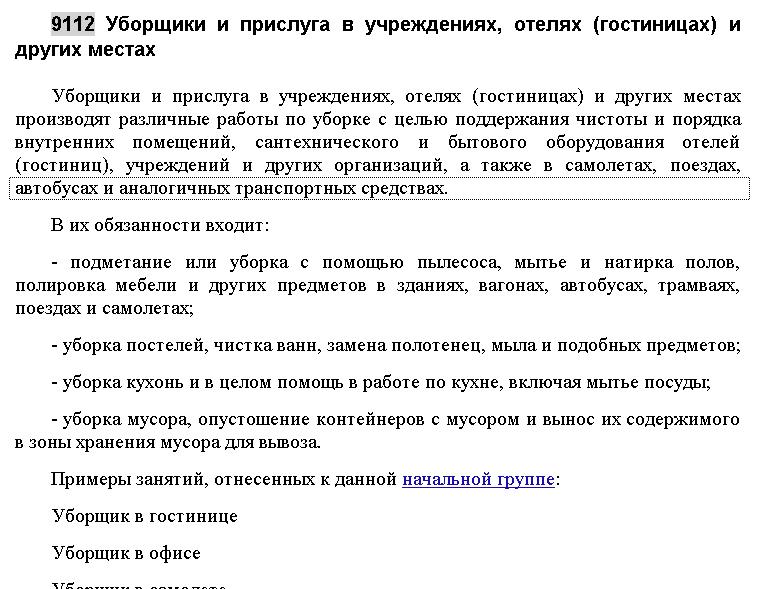 9112 Уборщики и прислуга в учреждениях, отелях (гостиницах) и
других местах
Уборщики и прислуга в учреждениях, отелях (гостиницах) и других местах
производят различные работы по уборке с целью поддержания чистоты и порядка
внутренних помещений, сантехнического и бытового оборудования отелей
(гостиниц), учреждений и других организаций, а также в самолетах, поездах,
автобусах и аналогичных транспортных средствах.
В их обязанности входит:
- подметание или уборка с помощью пылесоса, мытье и натирка полов,
полировка мебели и других предметов в зданиях, вагонах, автобусах, трамваях,
поездах и самолетах;
- уборка постелей, чистка ванн, замена полотенец, мыла и подобных предметов;
- уборка кухонь и в целом помощь в работе по кухне, включая мытье посуды;
- уборка мусора, опустошение контейнеров с мусором и вынос их содержимого
в зоны хранения мусора для вывоза.
Примеры занятий, отнесенных к данной начальной группе:
Уборщик в гостинице
Уборщик в офисе
Уборщик в самолете